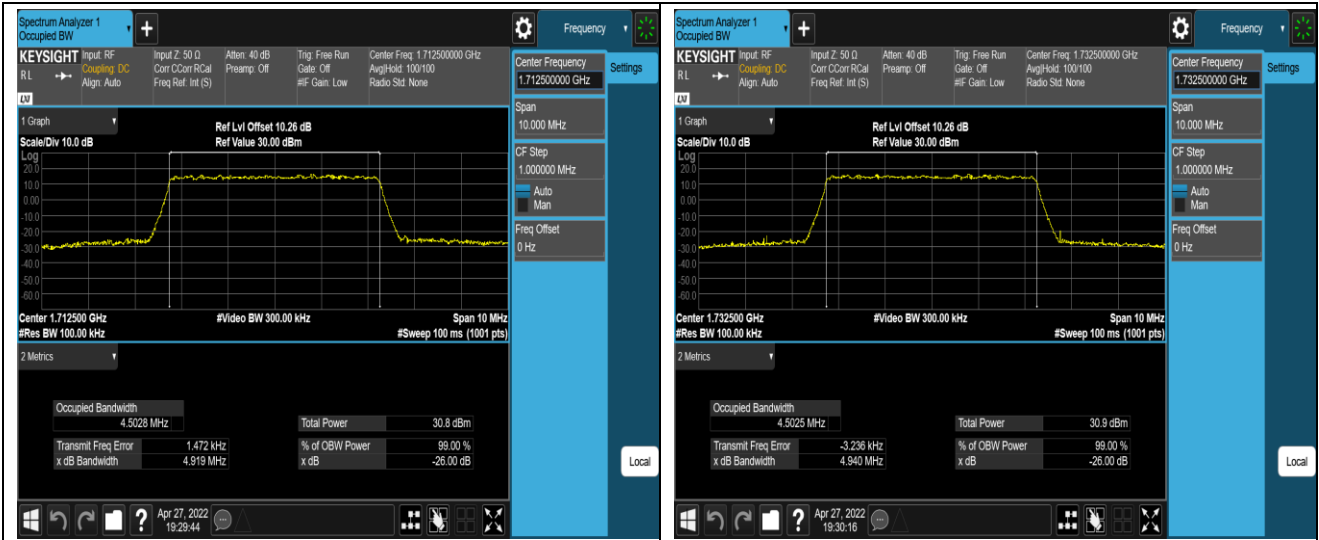 Spectrum Analyzer 1
Occupied BW
Frequency
KEYSIGHT
Input: RF
Coupling: DC
Align: Auto
Input Z: 50 Ω
Corr CCorr RCal
Freq Ref: Int (S)
Atten: 40 dB
Preamp: Off
Trig: Free Run
Gate: Off
#IF Gain: Low
Center Freq: 1.712500000 GHz
Avg|Hold: 100/100
Radio Std: None
RL
LXI
Center Frequency
1.712500000 GHz
Settings
Span
10.000 MHz
CF Step
1.000000 MHz
Auto
Man
Freq Offset
0 Hz
1 Graph
Ref Lvl Offset 10.26 dB
Scale/Div 10.0 dB
Ref Value 30.00 dBm
Log
20.0
10.0
0.00
-10.0
-20.0
-30.0
-40.0
-50.0
-60.0
Center 1.712500 GHz
#Video BW 300.00 kHz
Span 10 MHz
#Res BW 100.00 kHz
#Sweep 100 ms (1001 pts)
2 Metrics
Occupied Bandwidth
4.5028 MHz
Total Power 30.8 dBm
Transmit Freq Error 1.472 kHz
% of OBW Power 99.00 %
x dB Bandwidth 4.919 MHz
x dB -26.00 dB
Local
?
Apr 27, 2022
19:29:44
Spectrum Analyzer 1
Occupied BW
Frequency
KEYSIGHT
Input: RF
Coupling: DC
Align: Auto
Input Z: 50 Ω
Corr CCorr RCal
Freq Ref: Int (S)
Atten: 40 dB
Preamp: Off
Trig: Free Run
Gate: Off
#IF Gain: Low
Center Freq: 1.732500000 GHz
Avg|Hold: 100/100
Radio Std: None
RL
LXI
Center Frequency
1.732500000 GHz
Settings
Span
10.000 MHz
CF Step
1.000000 MHz
Auto
Man
Freq Offset
0 Hz
1 Graph
Ref Lvl Offset 10.26 dB
Scale/Div 10.0 dB
Ref Value 30.00 dBm
Log
20.0
10.0
0.00
-10.0
-20.0
-30.0
-40.0
-50.0
-60.0
Center 1.732500 GHz
#Video BW 300.00 kHz
Span 10 MHz
#Res BW 100.00 kHz
#Sweep 100 ms (1001 pts)
2 Metrics
Occupied Bandwidth
4.5025 MHz
Total Power 30.9 dBm
Transmit Freq Error -3.236 kHz
% of OBW Power 99.00 %
x dB Bandwidth 4.940 MHz
x dB -26.00 dB
Local
?
Apr 27, 2022
19:30:16